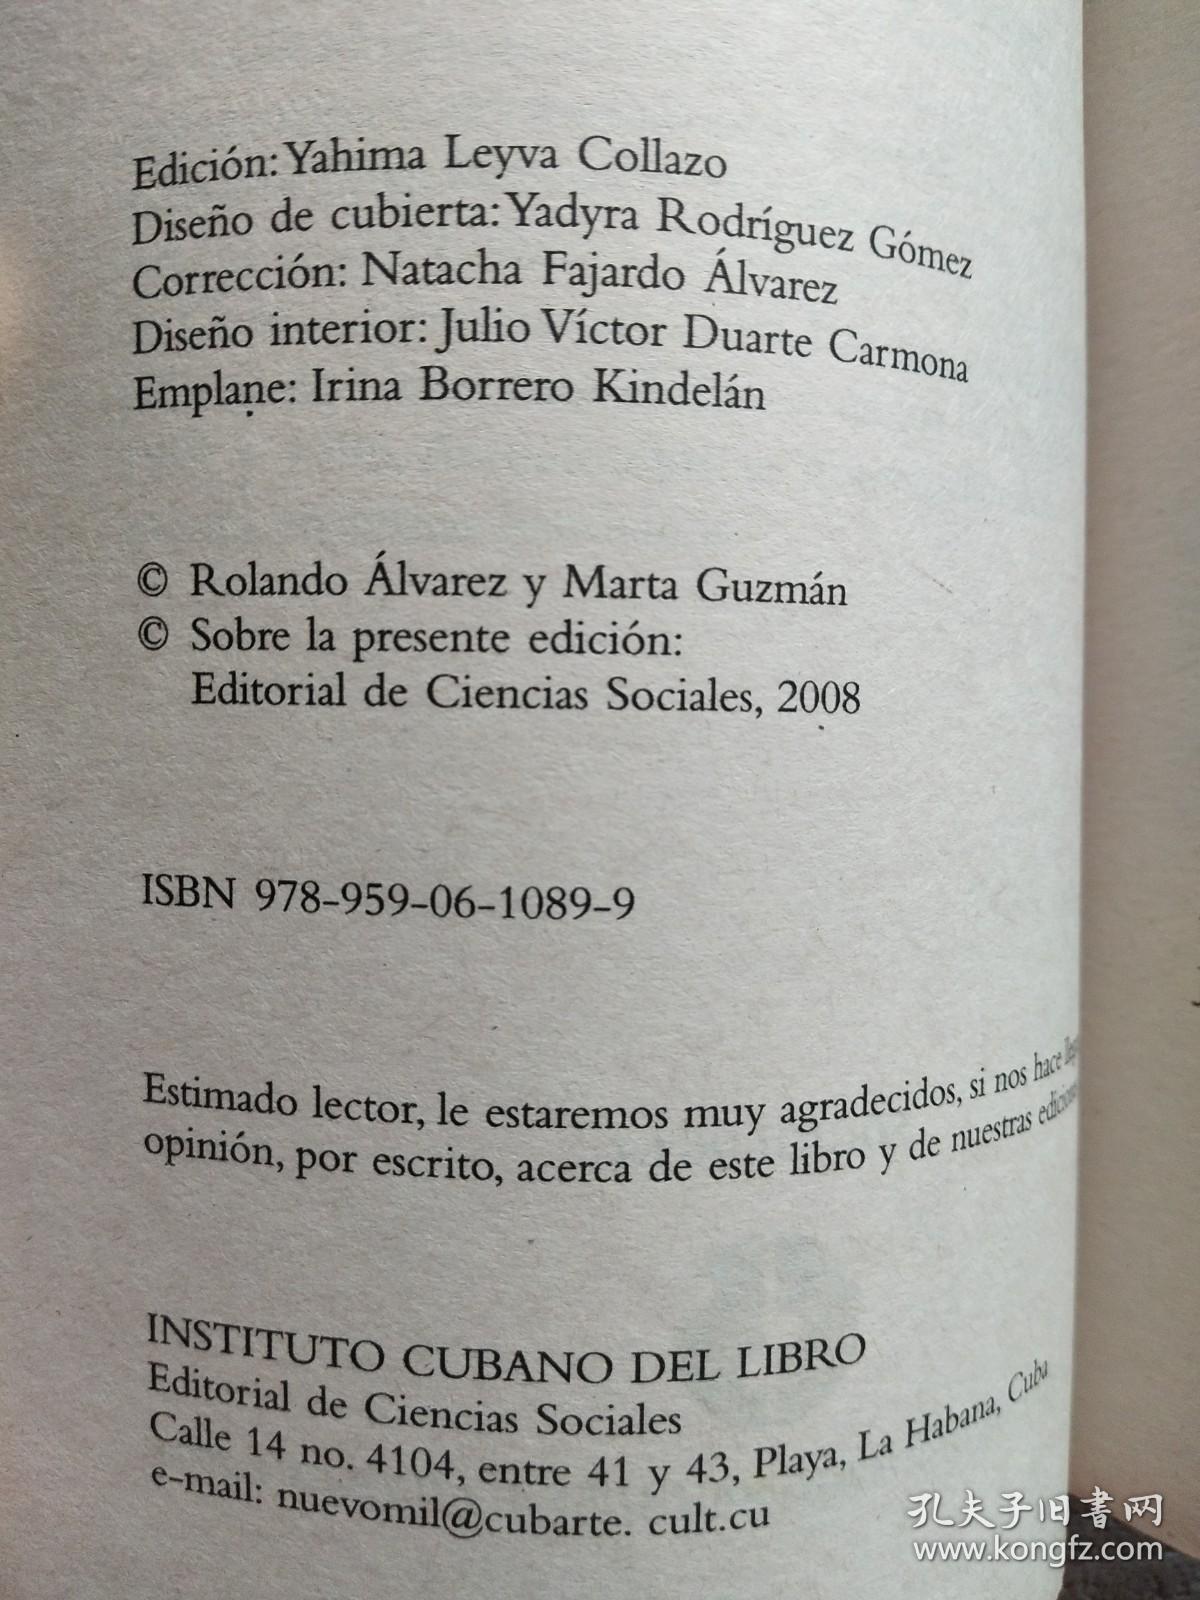 Edición: Yahima Leyva Collazo
Diseño de cubierta: Yadyra Rodríguez Gómez
Corrección: Natacha Fajardo Álvarez
Diseño interior: Julio Víctor Duarte Carmona
Emplane: Irina Borrero Kindelán
© Rolando Álvarez y Marta Guzmán
© Sobre la presente edición:
Editorial de Ciencias Sociales, 2008
ISBN 978-959-06-1089-9
Estimado lector, le estaremos muy agradecidos, si nos hace
opinión, por escrito, acerca de este libro y de nuestras
INSTITUTO CUBANO DEL LIBRO
Editorial de Ciencias Sociales
Calle 14 no. 4104, entre 41 y 43, Playa, La Habana, Cuba
e-mail: nuevomil@cubarte. cult.cu
孔夫子旧书网
www.kongfz.com